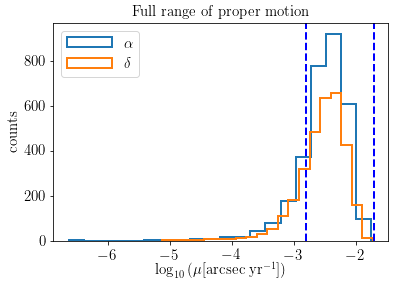 Full range of proper motion
α
δ
counts
800
600
400
200
0
−6 −5 −4 −3 −2
log₁₀(μ[arcsec yr⁻¹])